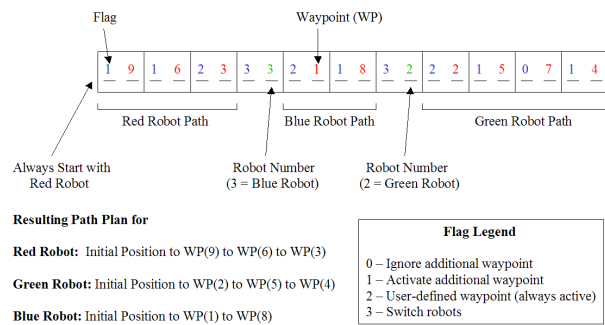 Flag
Waypoint (WP)
1 9 1 6 2 3 3 3 2 1 1 8 3 2 2 2 1 5 0 7 1 4
Red Robot Path
Blue Robot Path
Green Robot Path
Always Start with
Red Robot
Robot Number
(3 = Blue Robot)
Robot Number
(2 = Green Robot)
Resulting Path Plan for
Red Robot: Initial Position to WP(9) to WP(6) to WP(3)
Green Robot: Initial Position to WP(2) to WP(5) to WP(4)
Blue Robot: Initial Position to WP(1) to WP(8)
Flag Legend
0 – Ignore additional waypoint
1 – Activate additional waypoint
2 – User-defined waypoint (always active)
3 – Switch robots